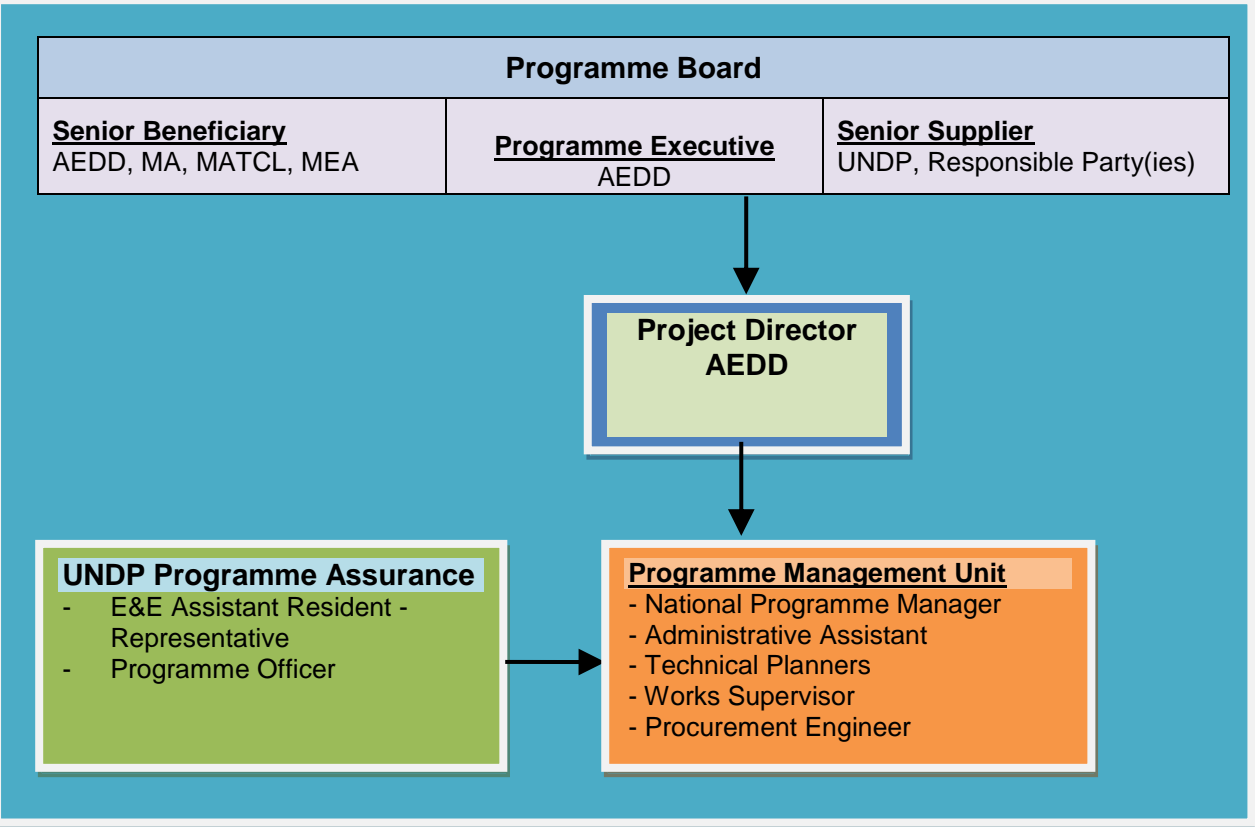 Programme Board
Senior Beneficiary
AEDD, MA, MATCL, MEA
Programme Executive
AEDD
Senior Supplier
UNDP, Responsible Party(ies)
Project Director
AEDD
UNDP Programme Assurance
- E&E Assistant Resident -
Representative
- Programme Officer
Programme Management Unit
- National Programme Manager
- Administrative Assistant
- Technical Planners
- Works Supervisor
- Procurement Engineer